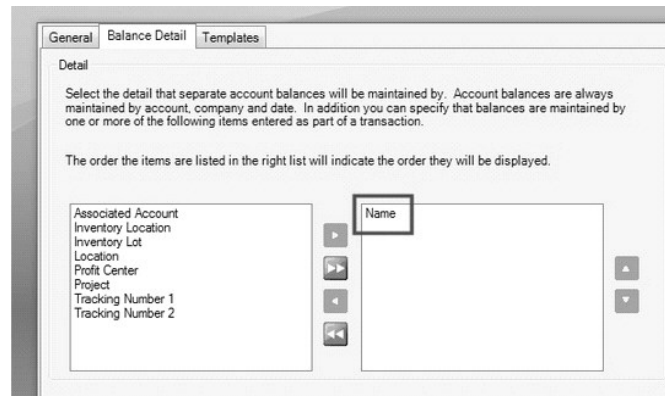 General Balance Detail Templates
Detail
Select the detail that separate account balances will be maintained by. Account balances are always
maintained by account, company and date. In addition you can specify that balances are maintained by
one or more of the following items entered as part of a transaction.
The order the items are listed in the right list will indicate the order they will be displayed.
Associated Account
Inventory Location
Inventory Lot
Location
Profit Center
Project
Tracking Number 1
Tracking Number 2
Name